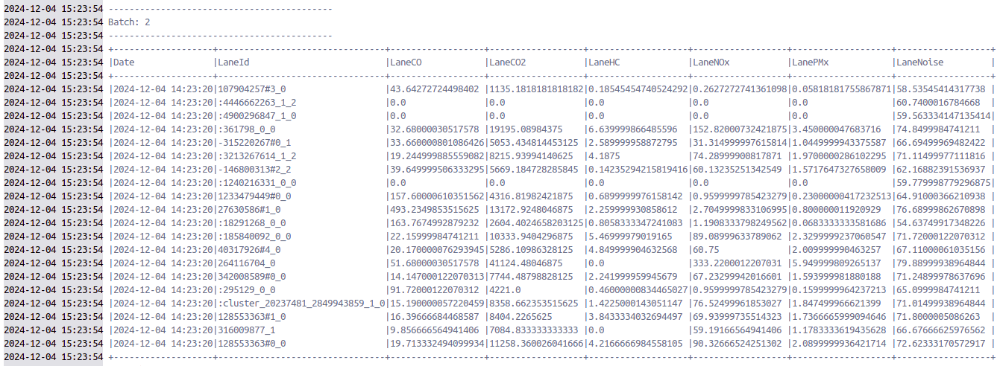 2024-12-04 15:23:54 -------------------------------------------
2024-12-04 15:23:54 Batch: 2
2024-12-04 15:23:54 -------------------------------------------
2024-12-04 15:23:54 +-------------------+--------------------------------+------------------+------------------+-------------------+------------------+-------------------+------------------+
2024-12-04 15:23:54 |Date |LaneId |LaneCO |LaneCO2 |LaneHC |LaneNOx |LanePMx |LaneNoise |
2024-12-04 15:23:54 +-------------------+--------------------------------+------------------+------------------+-------------------+------------------+-------------------+------------------+
2024-12-04 15:23:54 |2024-12-04 14:23:20|107904257#3_0 |43.64272724498402 |1135.1818181818182|0.18545454740524292|0.2627272741361098|0.05818181755867871|58.53545414317738 |
2024-12-04 15:23:54 |2024-12-04 14:23:20|:4446662263_1_2 |0.0 |0.0 |0.0 |0.0 |0.0 |60.7400016784668 |
2024-12-04 15:23:54 |2024-12-04 14:23:20|:4900296847_1_0 |0.0 |0.0 |0.0 |0.0 |0.0 |59.563334147135414|
2024-12-04 15:23:54 |2024-12-04 14:23:20|:361798_0_0 |32.68000030517578 |19195.08984375 |6.639999866485596 |152.82000732421875|3.450000047683716 |74.8499984741211 |
2024-12-04 15:23:54 |2024-12-04 14:23:20|-315220267#0_1 |33.660000801086426|5053.434814453125 |2.589999958872795 |31.314999997615814|1.0449999943375587 |66.69499969482422 |
2024-12-04 15:23:54 |2024-12-04 14:23:20|:3213267614_1_2 |19.244999885559082|8215.93994140625 |4.1875 |74.28999900817871 |1.9700000286102295 |71.11499977111816 |
2024-12-04 15:23:54 |2024-12-04 14:23:20|-146800313#2_2 |39.649999506333295|5669.184728285845 |0.14235294215819416|60.13235251342549 |1.5717647327658009 |62.16882391536937 |
2024-12-04 15:23:54 |2024-12-04 14:23:20|:1240216331_0_0 |0.0 |0.0 |0.0 |0.0 |0.0 |59.779998779296875|
2024-12-04 15:23:54 |2024-12-04 14:23:20|1233479449#0_0 |157.60000610351562|4316.81982421875 |0.6899999976158142 |0.9599999785423279|0.23000000417232513|64.91000366210938 |
2024-12-04 15:23:54 |2024-12-04 14:23:20|27630586#1_0 |493.2349853515625 |13172.9248046875 |2.259999930858612 |2.7049999833106995|0.800000011920929 |76.68999862670898 |
2024-12-04 15:23:54 |2024-12-04 14:23:20|:18291268_0_0 |163.7674992879232 |2604.4024658203125|0.8058333347241083 |1.1908333798249562|0.0683333333581686 |54.63749917348226 |
2024-12-04 15:23:54 |2024-12-04 14:23:20|:185840092_0_0 |22.15999984741211 |10333.9404296875 |5.46999979019165 |89.08999633789062 |2.3299999237060547 |71.72000122070312 |
2024-12-04 15:23:54 |2024-12-04 14:23:20|40317926#4_0 |20.170000076293945|5286.10986328125 |4.849999904632568 |60.75 |2.009999990463257 |67.11000061035156 |
2024-12-04 15:23:54 |2024-12-04 14:23:20|264116704_0 |51.68000030517578 |41124.48046875 |0.0 |333.2200012207031 |5.949999809265137 |79.88999938964844 |
2024-12-04 15:23:54 |2024-12-04 14:23:20|342008589#0_0 |14.147000122070313|7744.48798828125 |2.241999959945679 |67.23299942016601 |1.593999981880188 |71.24899978637696 |
2024-12-04 15:23:54 |2024-12-04 14:23:20|:295129_0_0 |91.72000122070312 |4221.0 |0.46000000834465027|0.9599999785423279|0.1599999964237213 |65.0999984741211 |
2024-12-04 15:23:54 |2024-12-04 14:23:20|:cluster_20237481_2849943859_1_0|15.190000057220459|8358.662353515625 |1.4225000143051147 |76.52499961853027 |1.847499966621399 |71.01499938964844 |
2024-12-04 15:23:54 |2024-12-04 14:23:20|128553363#1_0 |16.39666684468587 |8404.2265625 |3.8433334032694497 |69.93999735514323 |1.7366665999094646 |71.8000005086263 |
2024-12-04 15:23:54 |2024-12-04 14:23:20|316009877_1 |9.856666564941406 |7084.833333333333 |0.0 |59.19166564941406 |1.1783333619435628 |66.67666625976562 |
2024-12-04 15:23:54 |2024-12-04 14:23:20|128553363#0_0 |19.713332494099934|11258.360026041666|4.2166666984558105 |90.32666524251302 |2.0899999936421714 |72.62333170572917 |
2024-12-04 15:23:54 +-------------------+--------------------------------+------------------+------------------+-------------------+------------------+-------------------+------------------+